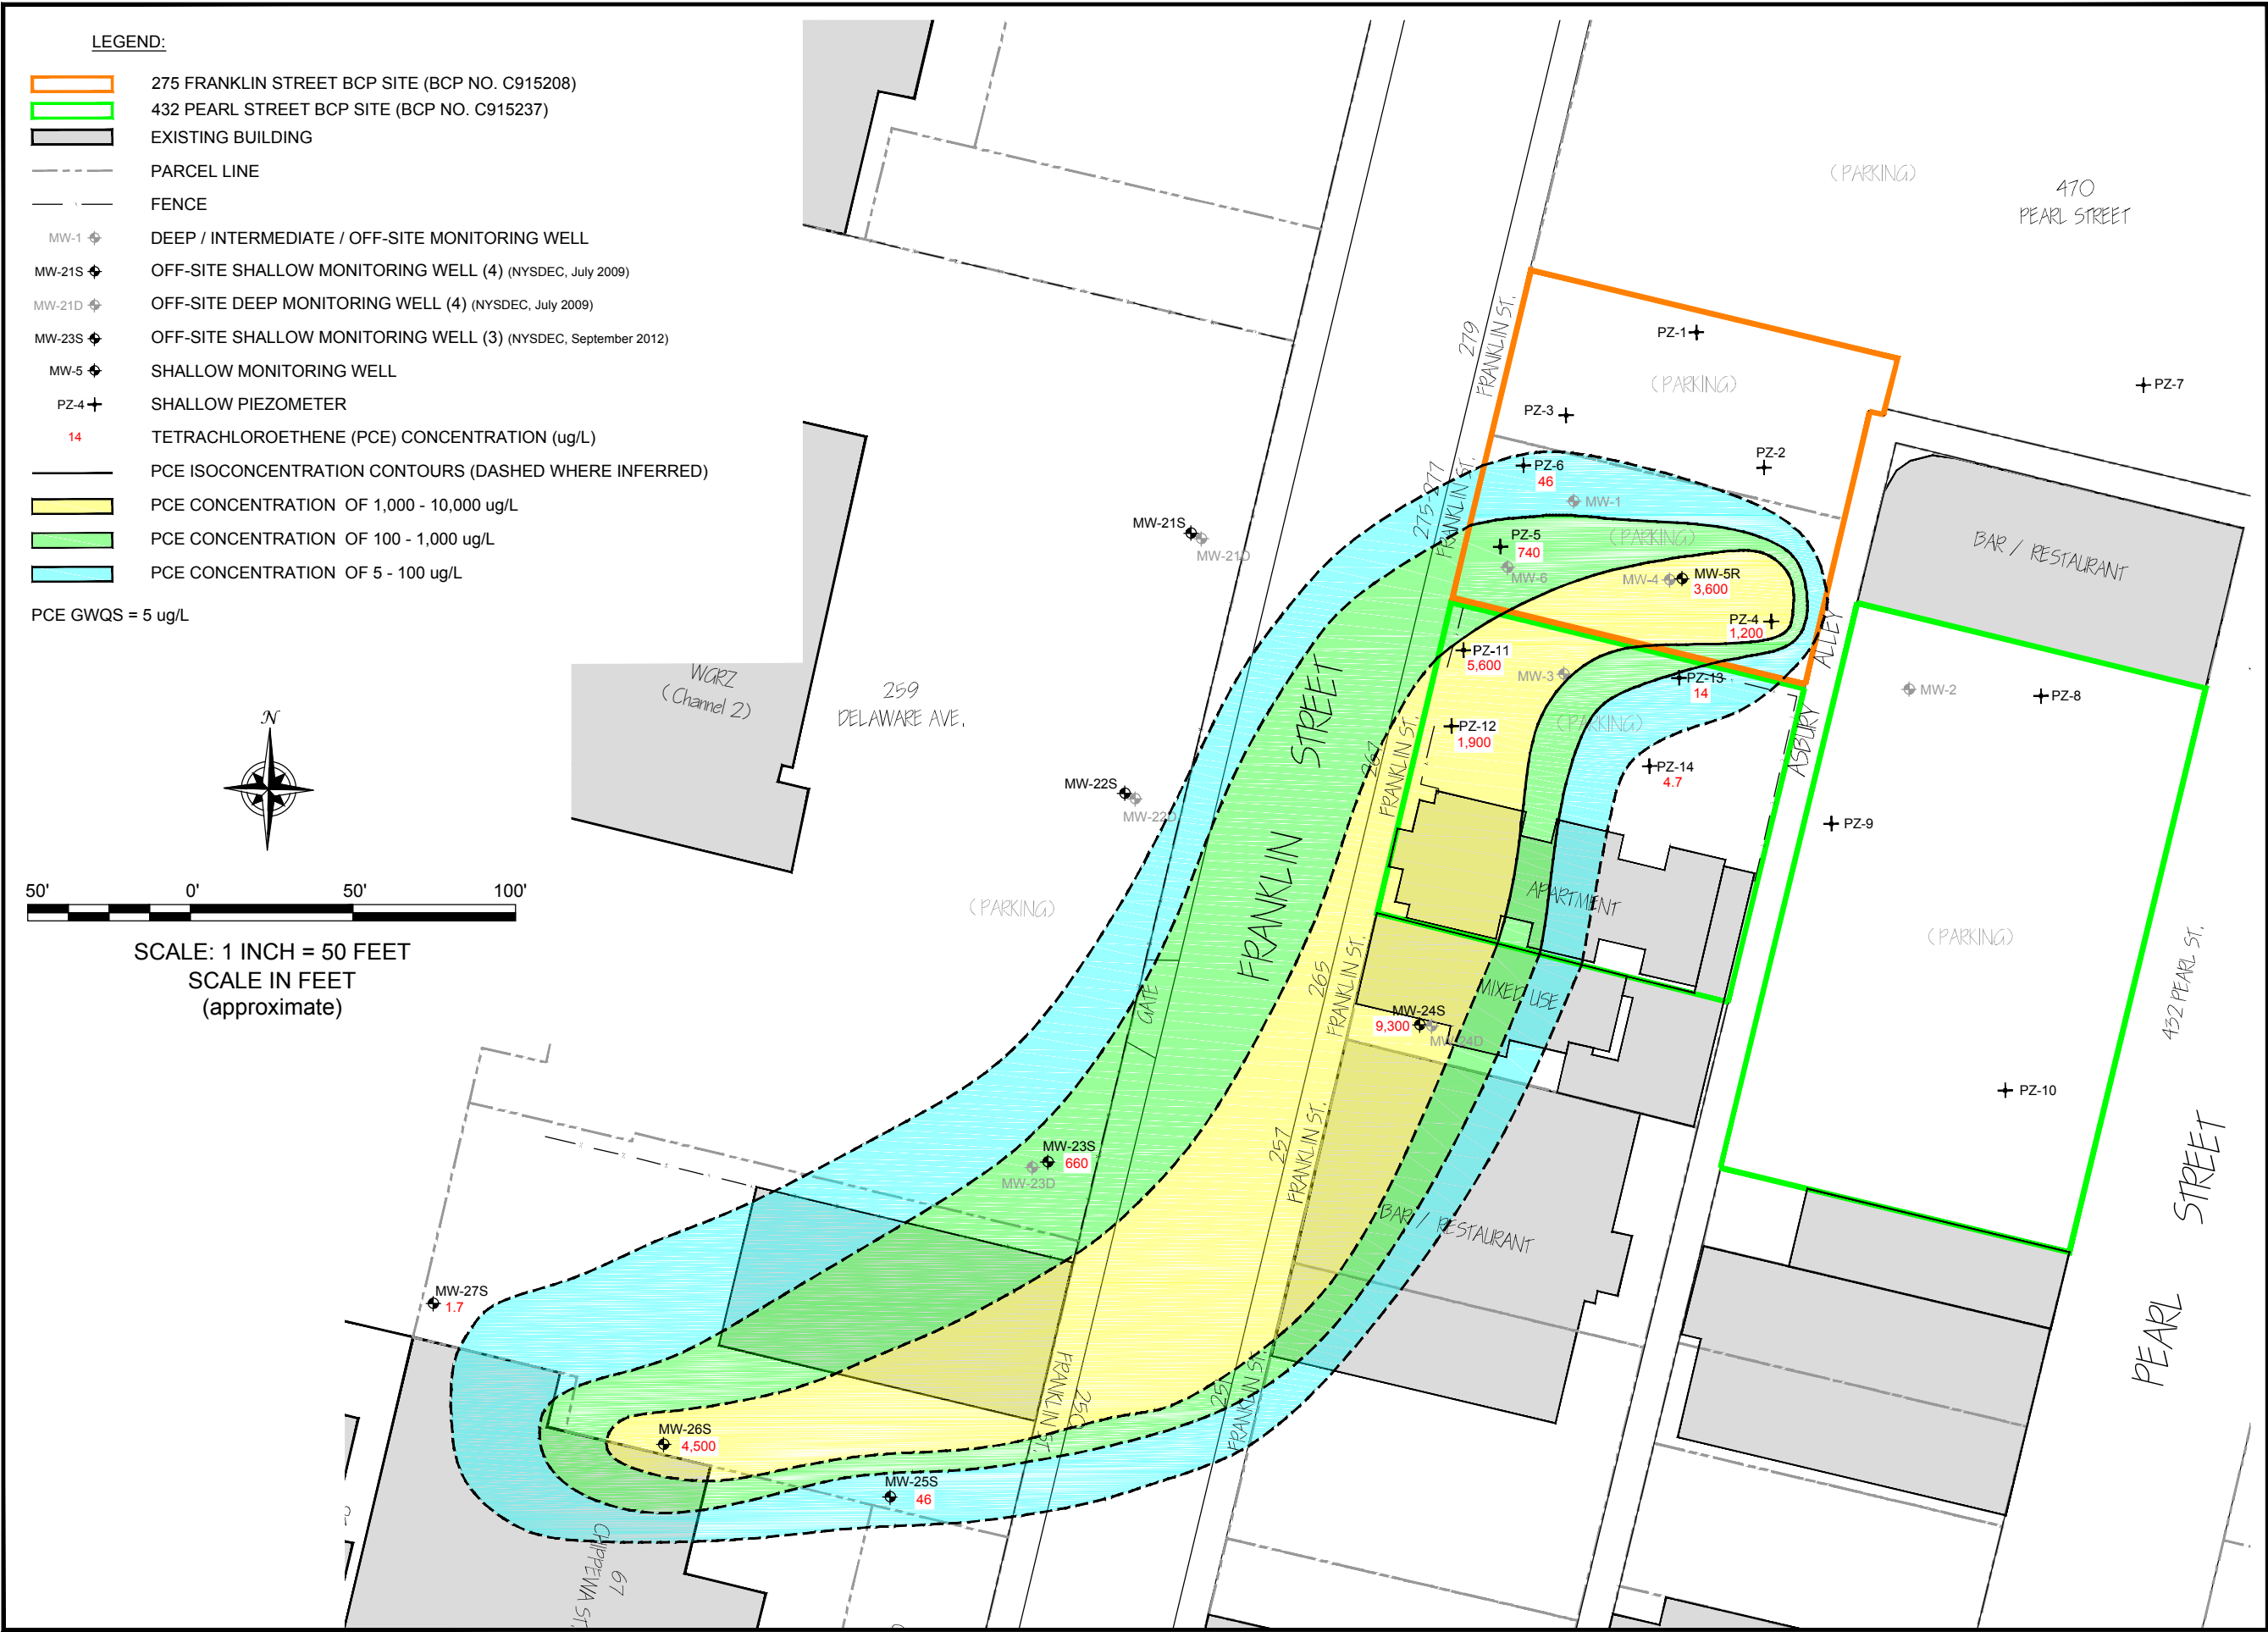 LEGEND:
275 FRANKLIN STREET BCP SITE (BCP NO. C915208)
432 PEARL STREET BCP SITE (BCP NO. C915237)
EXISTING BUILDING
PARCEL LINE
FENCE
MW-1 DEEP / INTERMEDIATE / OFF-SITE MONITORING WELL
MW-21S OFF-SITE SHALLOW MONITORING WELL (4) (NYSDEC, July 2009)
MW-21D OFF-SITE DEEP MONITORING WELL (4) (NYSDEC, July 2009)
MW-23S OFF-SITE SHALLOW MONITORING WELL (3) (NYSDEC, September 2012)
MW-5 SHALLOW MONITORING WELL
PZ-4 SHALLOW PIEZOMETER
14 TETRACHLOROETHENE (PCE) CONCENTRATION (ug/L)
PCE ISOCONCENTRATION CONTOURS (DASHED WHERE INFERRED)
PCE CONCENTRATION OF 1,000 - 10,000 ug/L
PCE CONCENTRATION OF 100 - 1,000 ug/L
PCE CONCENTRATION OF 5 - 100 ug/L
PCE GWQS = 5 ug/L
N
50' 0' 50' 100'
SCALE: 1 INCH = 50 FEET
SCALE IN FEET
(approximate)
(PARKING)
470
PEARL STREET
279
FRANKLIN ST.
PZ-1
(PARKING)
PZ-7
PZ-3
PZ-2
PZ-6
46
MW-1
275-277
FRANKLIN ST.
PZ-5
740
(PARKING)
MW-6
MW-4
MW-5R
3,600
PZ-4
1,200
BAR / RESTAURANT
MW-21S
MW-21D
WGRZ
(Channel 2)
259
DELAWARE AVE.
PZ-11
5,600
MW-3
PZ-13
14
MW-2
PZ-8
PZ-12
1,900
(PARKING)
PZ-14
4.7
ASBURY ALLEY
PZ-9
267
FRANKLIN ST.
MW-22S
MW-22D
(PARKING)
FRANKLIN STREET
APARTMENT
(PARKING)
432 PEARL ST.
265
FRANKLIN ST.
MIXED USE
GATE
MW-24S
9,300
MW-24D
PZ-10
PEARL STREET
MW-23S
660
MW-23D
257
FRANKLIN ST.
BAR / RESTAURANT
MW-27S
1.7
251
FRANKLIN ST.
250
FRANKLIN ST.
MW-26S
4,500
MW-25S
46
67
CHIPPEWA ST.